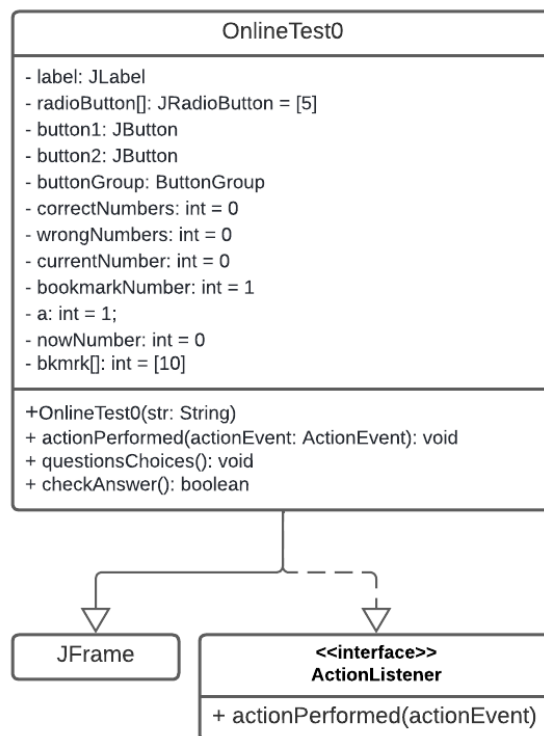 OnlineTest0
- label: JLabel
- radioButton[]: JRadioButton = [5]
- button1: JButton
- button2: JButton
- buttonGroup: ButtonGroup
- correctNumbers: int = 0
- wrongNumbers: int = 0
- currentNumber: int = 0
- bookmarkNumber: int = 1
- a: int = 1;
- nowNumber: int = 0
- bkmrk[]: int = [10]
+OnlineTest0(str: String)
+ actionPerformed(actionEvent: ActionEvent): void
+ questionsChoices(): void
+ checkAnswer(): boolean
JFrame
<<interface>>
ActionListener
+ actionPerformed(actionEvent)